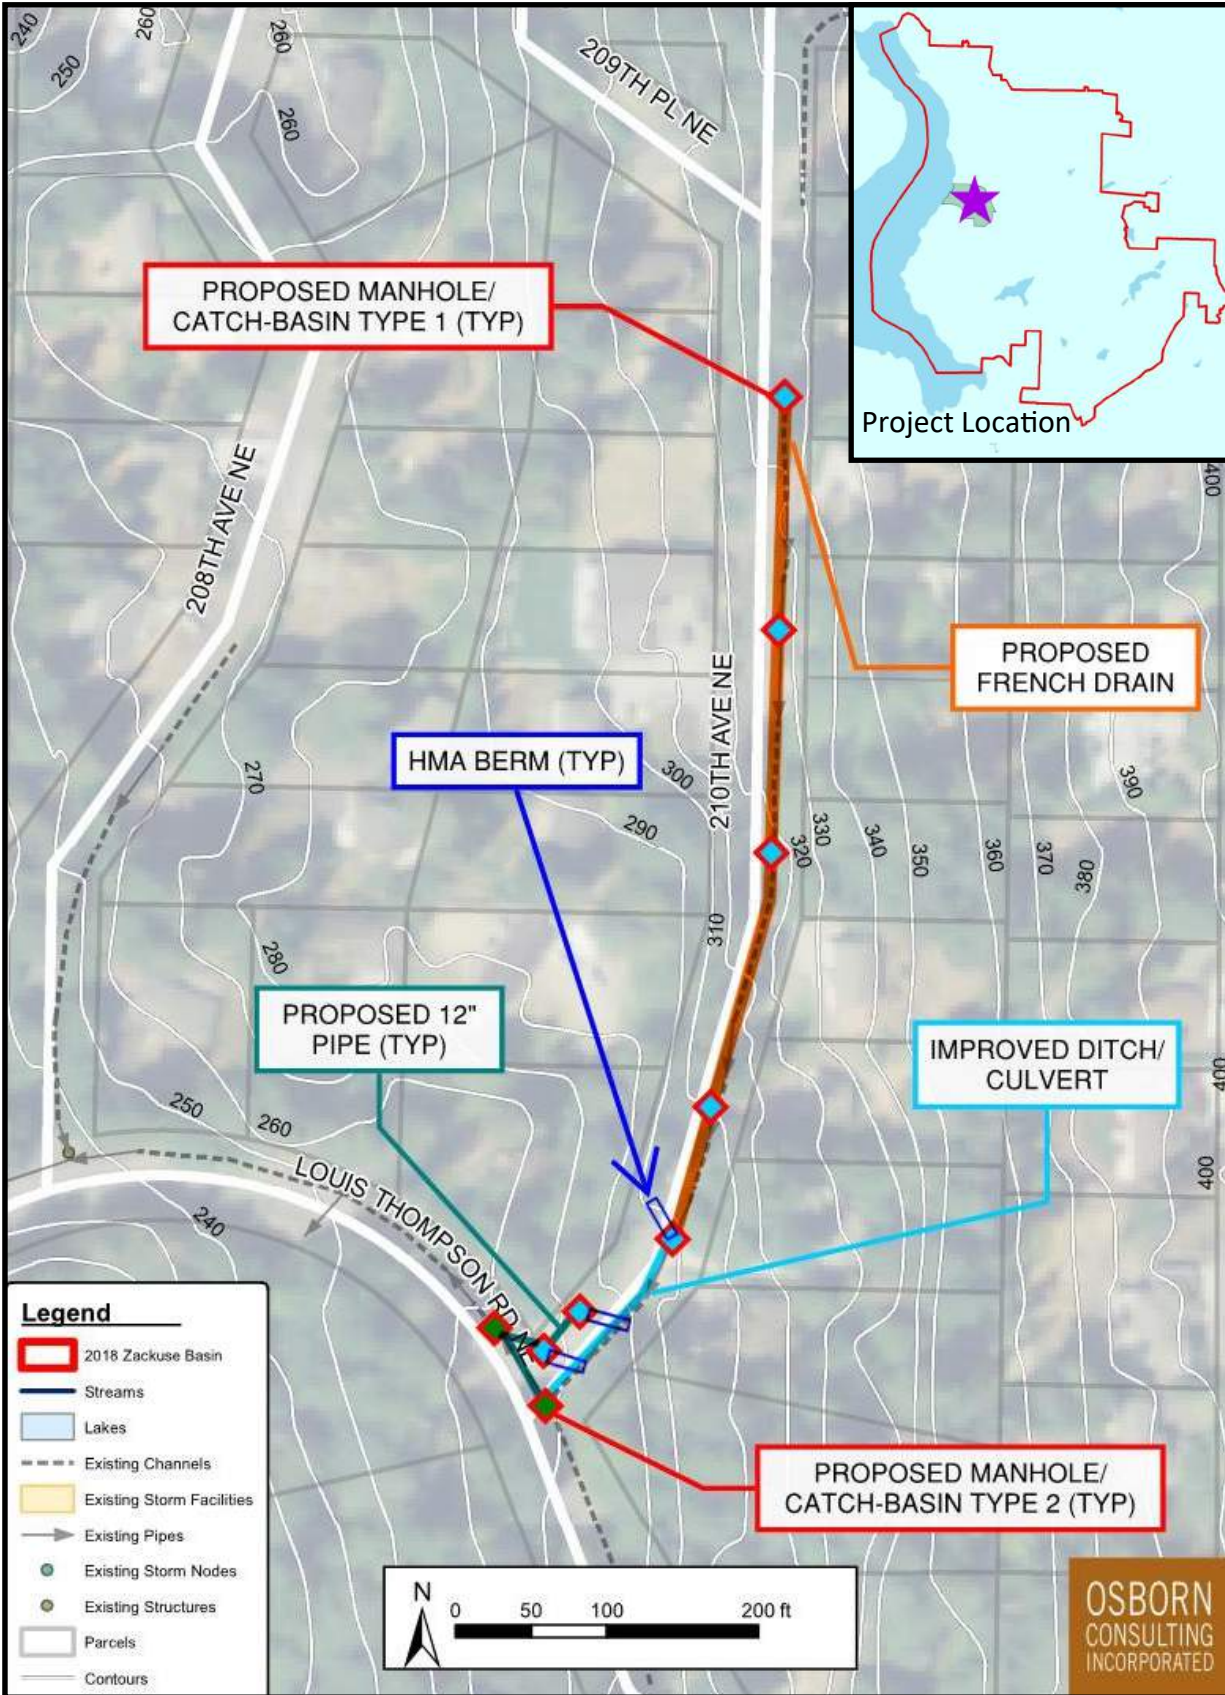 240
250
260
260
260
209TH PL NE
Project Location
PROPOSED MANHOLE/
CATCH-BASIN TYPE 1 (TYP)
400
208TH AVE NE
PROPOSED
FRENCH DRAIN
210TH AVE NE
HMA BERM (TYP)
270
300
290
390
320
330
340
350
360
370
380
310
280
PROPOSED 12"
PIPE (TYP)
IMPROVED DITCH/
CULVERT
400
250
260
400
LOUIS THOMPSON RD NE
240
Legend
2018 Zackuse Basin
Streams
Lakes
Existing Channels
Existing Storm Facilities
Existing Pipes
Existing Storm Nodes
Existing Structures
Parcels
Contours
PROPOSED MANHOLE/
CATCH-BASIN TYPE 2 (TYP)
N
0 50 100 200 ft
OSBORN
CONSULTING
INCORPORATED